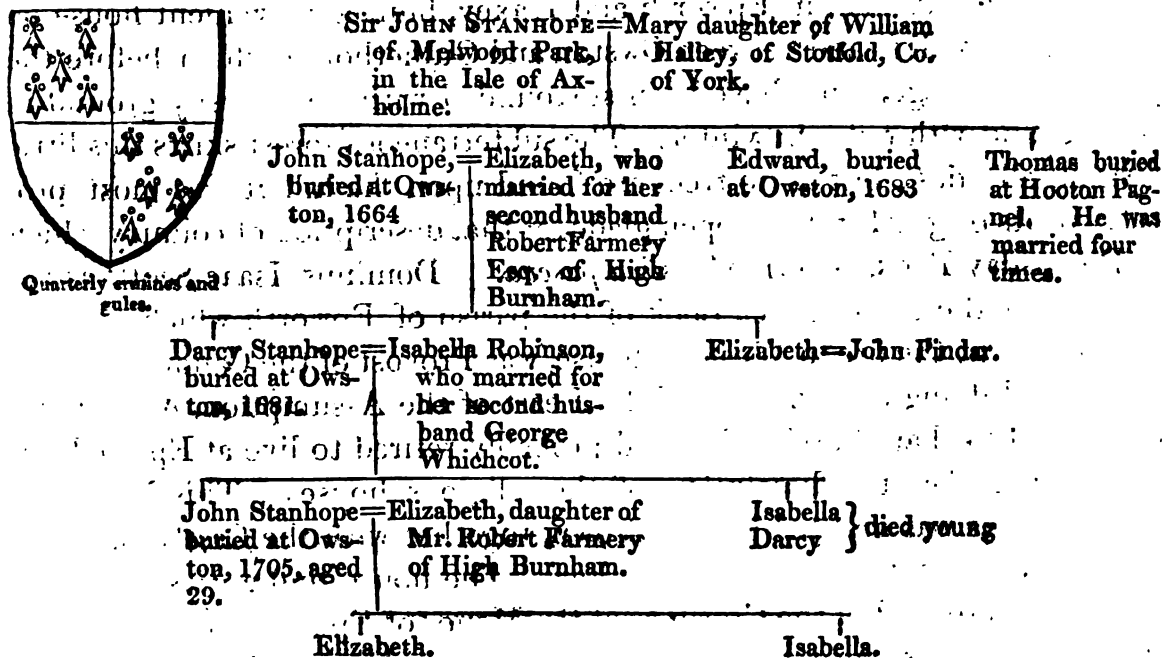 Sir JOHN STANHOPE=Mary daughter of William
of Melwood Park, Halley, of Stotfold, Co.
in the Isle of Ax- of York.
holme.
John Stanhope,=Elizabeth, who Edward, buried Thomas buried
buried at Ows- married for her at Owston, 1683 at Hooton Pag-
ton, 1664 second husband nel. He was
Robert Farmery married four
Esq. of High times.
Burnham.
Quarterly ermines and
gules.
Darcy Stanhope=Isabella Robinson, Elizabeth=John Pindar.
buried at Ows- who married for
ton, 1681. her second hus-
band George
Whichcot.
John Stanhope=Elizabeth, daughter of Isabella } died young
buried at Ows- Mr. Robert Farmery Darcy
ton, 1705, aged of High Burnham.
29.
Elizabeth. Isabella.